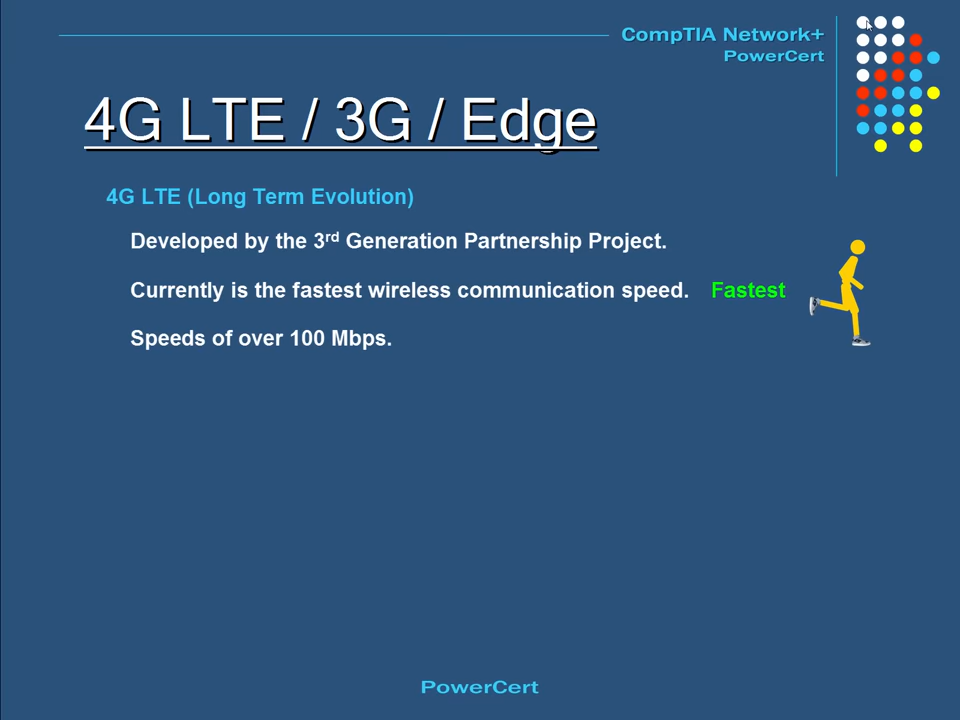 CompTIA Network+
PowerCert
4G LTE / 3G / Edge
4G LTE (Long Term Evolution)
Developed by the 3rd Generation Partnership Project.
Currently is the fastest wireless communication speed. Fastest
Speeds of over 100 Mbps.
PowerCert